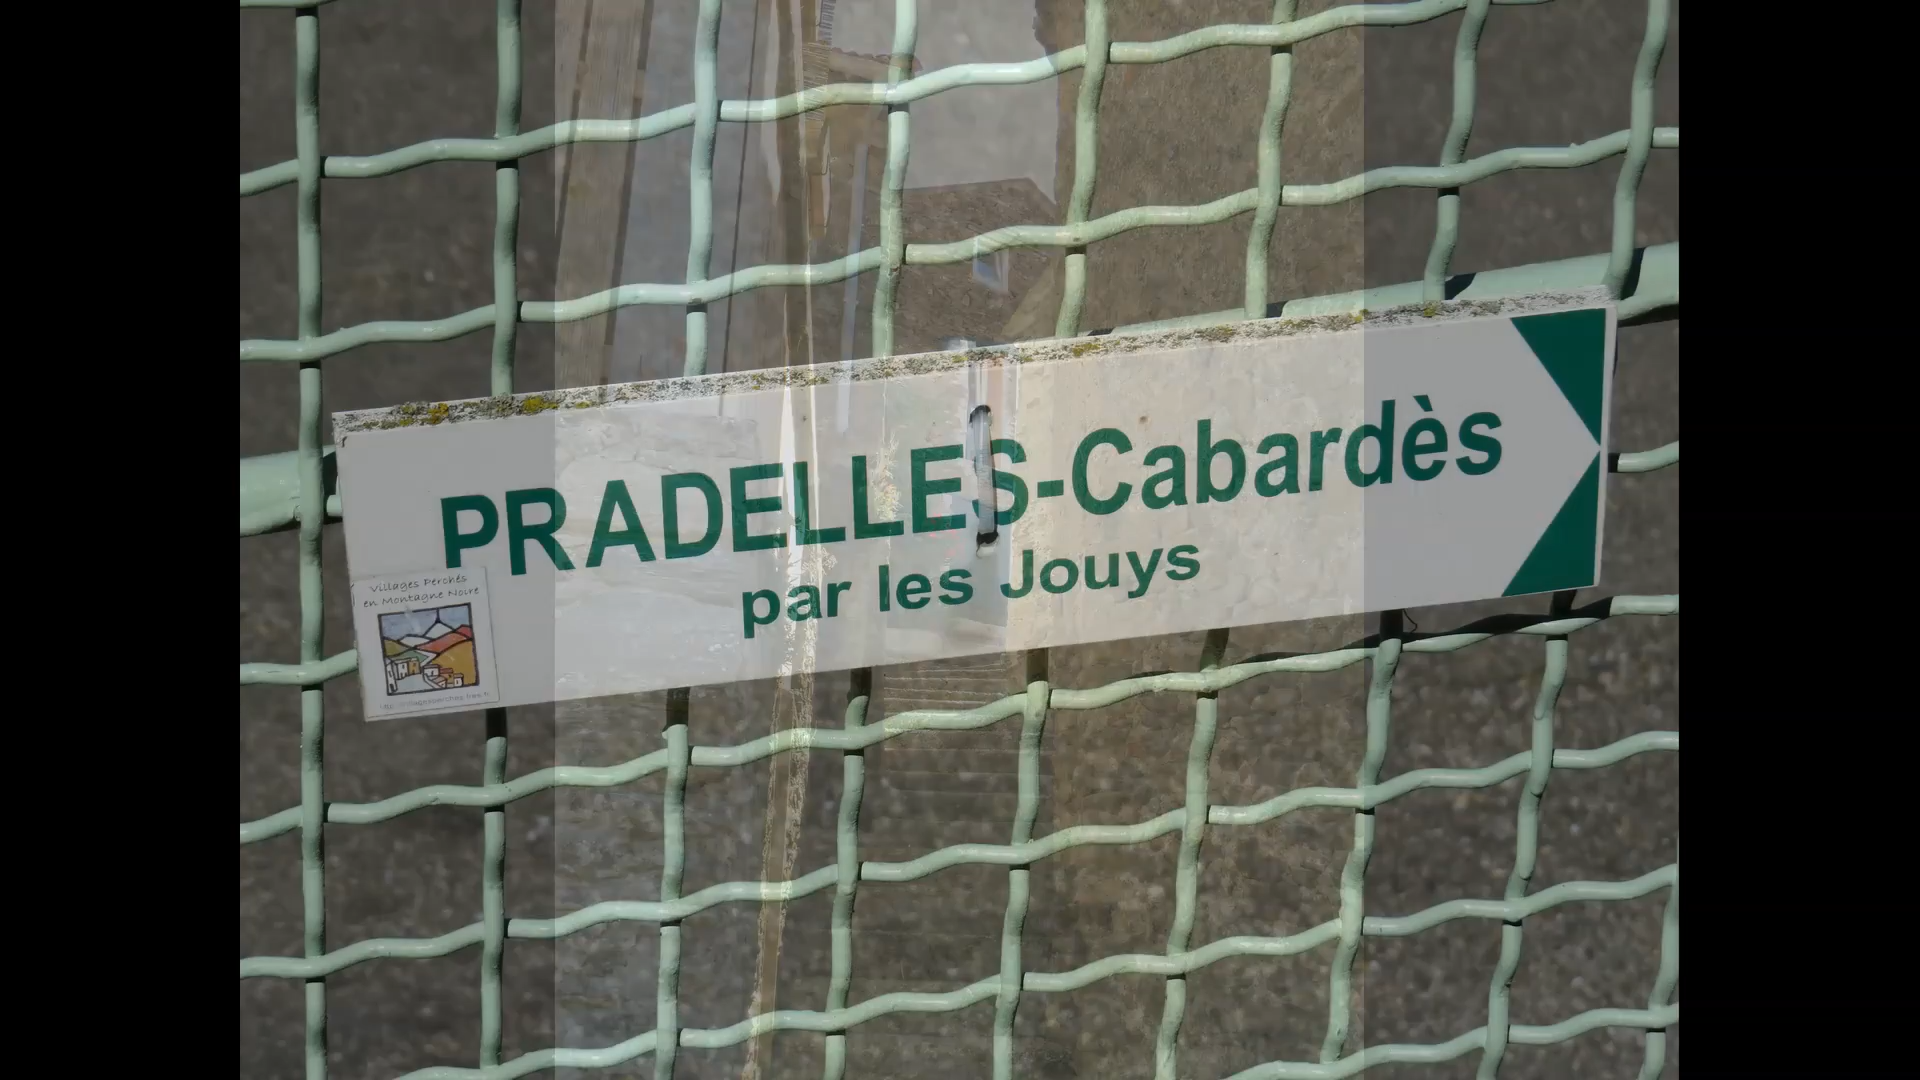 PRADELLES-Cabardès
par les Jouys
Villages Perchés
en Montagne Noire